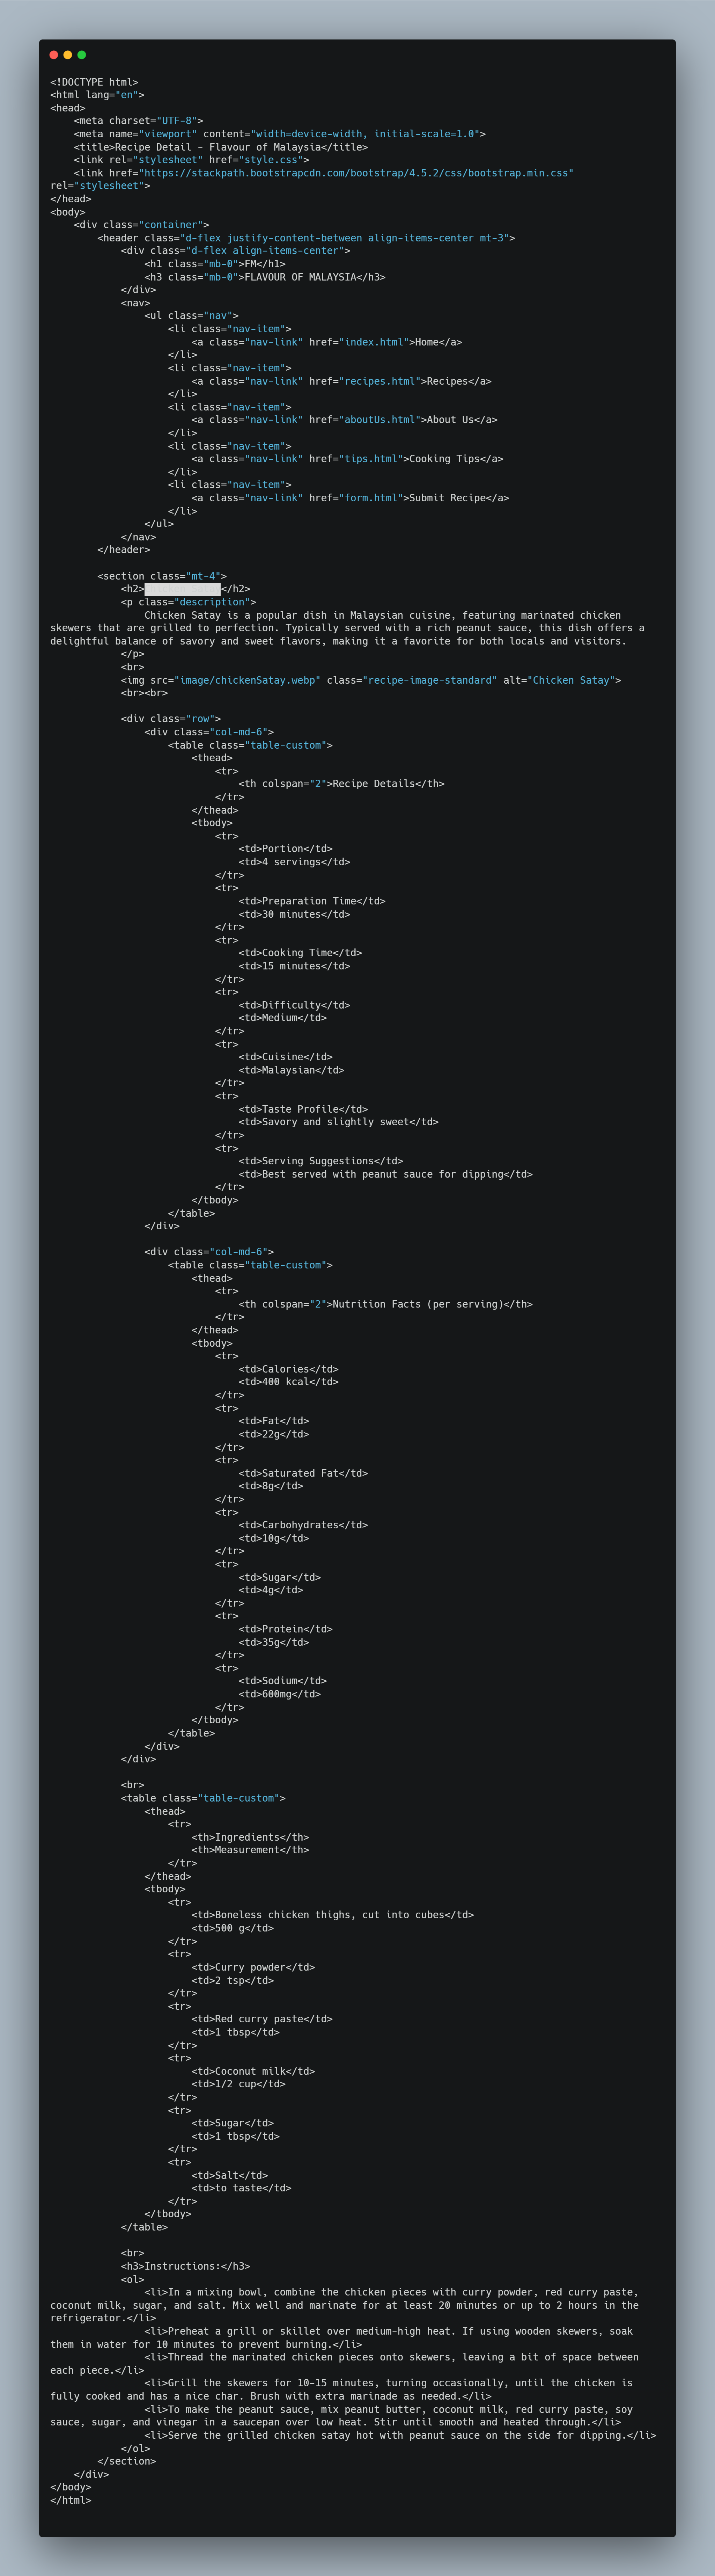 <!DOCTYPE html>
<html lang="en">
<head>
    <meta charset="UTF-8">
    <meta name="viewport" content="width=device-width, initial-scale=1.0">
    <title>Recipe Detail - Flavour of Malaysia</title>
    <link rel="stylesheet" href="style.css">
    <link href="https://stackpath.bootstrapcdn.com/bootstrap/4.5.2/css/bootstrap.min.css"
rel="stylesheet">
</head>
<body>
    <div class="container">
        <header class="d-flex justify-content-between align-items-center mt-3">
            <div class="d-flex align-items-center">
                <h1 class="mb-0">FM</h1>
                <h3 class="mb-0">FLAVOUR OF MALAYSIA</h3>
            </div>
            <nav>
                <ul class="nav">
                    <li class="nav-item">
                        <a class="nav-link" href="index.html">Home</a>
                    </li>
                    <li class="nav-item">
                        <a class="nav-link" href="recipes.html">Recipes</a>
                    </li>
                    <li class="nav-item">
                        <a class="nav-link" href="aboutUs.html">About Us</a>
                    </li>
                    <li class="nav-item">
                        <a class="nav-link" href="tips.html">Cooking Tips</a>
                    </li>
                    <li class="nav-item">
                        <a class="nav-link" href="form.html">Submit Recipe</a>
                    </li>
                </ul>
            </nav>
        </header>

        <section class="mt-4">
            <h2></h2>
            <p class="description">
                Chicken Satay is a popular dish in Malaysian cuisine, featuring marinated chicken
skewers that are grilled to perfection. Typically served with a rich peanut sauce, this dish offers a
delightful balance of savory and sweet flavors, making it a favorite for both locals and visitors.
            </p>
            <br>
            <img src="image/chickenSatay.webp" class="recipe-image-standard" alt="Chicken Satay">
            <br><br>

            <div class="row">
                <div class="col-md-6">
                    <table class="table-custom">
                        <thead>
                            <tr>
                                <th colspan="2">Recipe Details</th>
                            </tr>
                        </thead>
                        <tbody>
                            <tr>
                                <td>Portion</td>
                                <td>4 servings</td>
                            </tr>
                            <tr>
                                <td>Preparation Time</td>
                                <td>30 minutes</td>
                            </tr>
                            <tr>
                                <td>Cooking Time</td>
                                <td>15 minutes</td>
                            </tr>
                            <tr>
                                <td>Difficulty</td>
                                <td>Medium</td>
                            </tr>
                            <tr>
                                <td>Cuisine</td>
                                <td>Malaysian</td>
                            </tr>
                            <tr>
                                <td>Taste Profile</td>
                                <td>Savory and slightly sweet</td>
                            </tr>
                            <tr>
                                <td>Serving Suggestions</td>
                                <td>Best served with peanut sauce for dipping</td>
                            </tr>
                        </tbody>
                    </table>
                </div>

                <div class="col-md-6">
                    <table class="table-custom">
                        <thead>
                            <tr>
                                <th colspan="2">Nutrition Facts (per serving)</th>
                            </tr>
                        </thead>
                        <tbody>
                            <tr>
                                <td>Calories</td>
                                <td>400 kcal</td>
                            </tr>
                            <tr>
                                <td>Fat</td>
                                <td>22g</td>
                            </tr>
                            <tr>
                                <td>Saturated Fat</td>
                                <td>8g</td>
                            </tr>
                            <tr>
                                <td>Carbohydrates</td>
                                <td>10g</td>
                            </tr>
                            <tr>
                                <td>Sugar</td>
                                <td>4g</td>
                            </tr>
                            <tr>
                                <td>Protein</td>
                                <td>35g</td>
                            </tr>
                            <tr>
                                <td>Sodium</td>
                                <td>600mg</td>
                            </tr>
                        </tbody>
                    </table>
                </div>
            </div>

            <br>
            <table class="table-custom">
                <thead>
                    <tr>
                        <th>Ingredients</th>
                        <th>Measurement</th>
                    </tr>
                </thead>
                <tbody>
                    <tr>
                        <td>Boneless chicken thighs, cut into cubes</td>
                        <td>500 g</td>
                    </tr>
                    <tr>
                        <td>Curry powder</td>
                        <td>2 tsp</td>
                    </tr>
                    <tr>
                        <td>Red curry paste</td>
                        <td>1 tbsp</td>
                    </tr>
                    <tr>
                        <td>Coconut milk</td>
                        <td>1/2 cup</td>
                    </tr>
                    <tr>
                        <td>Sugar</td>
                        <td>1 tbsp</td>
                    </tr>
                    <tr>
                        <td>Salt</td>
                        <td>to taste</td>
                    </tr>
                </tbody>
            </table>

            <br>
            <h3>Instructions:</h3>
            <ol>
                <li>In a mixing bowl, combine the chicken pieces with curry powder, red curry paste,
coconut milk, sugar, and salt. Mix well and marinate for at least 20 minutes or up to 2 hours in the
refrigerator.</li>
                <li>Preheat a grill or skillet over medium-high heat. If using wooden skewers, soak
them in water for 10 minutes to prevent burning.</li>
                <li>Thread the marinated chicken pieces onto skewers, leaving a bit of space between
each piece.</li>
                <li>Grill the skewers for 10-15 minutes, turning occasionally, until the chicken is
fully cooked and has a nice char. Brush with extra marinade as needed.</li>
                <li>To make the peanut sauce, mix peanut butter, coconut milk, red curry paste, soy
sauce, sugar, and vinegar in a saucepan over low heat. Stir until smooth and heated through.</li>
                <li>Serve the grilled chicken satay hot with peanut sauce on the side for dipping.</li>
            </ol>
        </section>
    </div>
</body>
</html>